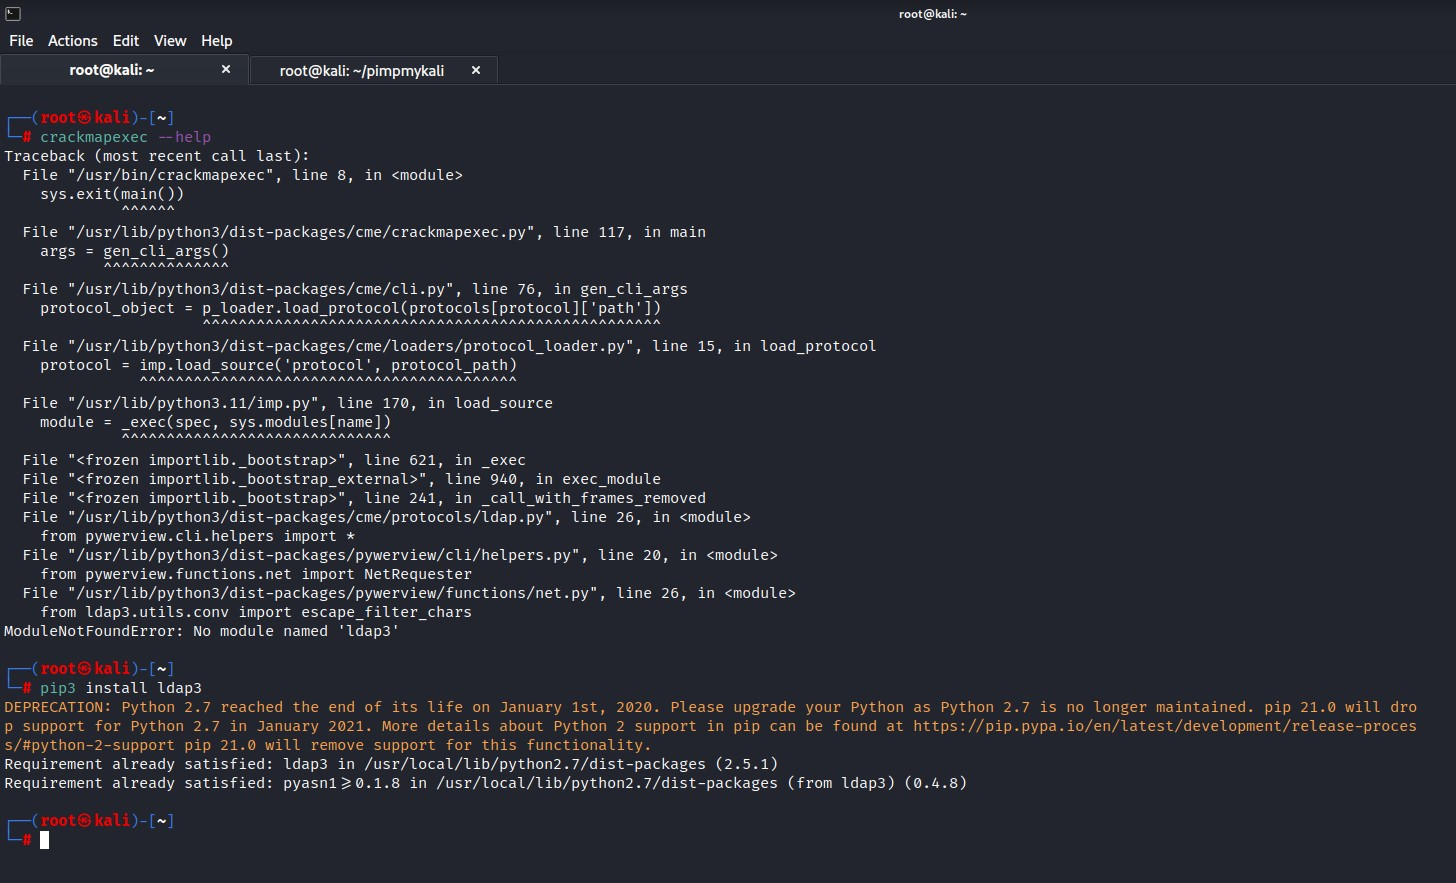 root@kali: ~
File Actions Edit View Help
root@kali: ~ × root@kali: ~/pimpmykali ×
┌──(root㉿kali)-[~]
└─# crackmapexec --help
Traceback (most recent call last):
  File "/usr/bin/crackmapexec", line 8, in <module>
    sys.exit(main())
             ^^^^^^
  File "/usr/lib/python3/dist-packages/cme/crackmapexec.py", line 117, in main
    args = gen_cli_args()
           ^^^^^^^^^^^^^^
  File "/usr/lib/python3/dist-packages/cme/cli.py", line 76, in gen_cli_args
    protocol_object = p_loader.load_protocol(protocols[protocol]['path'])
                      ^^^^^^^^^^^^^^^^^^^^^^^^^^^^^^^^^^^^^^^^^^^^^^^^^^^
  File "/usr/lib/python3/dist-packages/cme/loaders/protocol_loader.py", line 15, in load_protocol
    protocol = imp.load_source('protocol', protocol_path)
               ^^^^^^^^^^^^^^^^^^^^^^^^^^^^^^^^^^^^^^^^^^
  File "/usr/lib/python3.11/imp.py", line 170, in load_source
    module = _exec(spec, sys.modules[name])
             ^^^^^^^^^^^^^^^^^^^^^^^^^^^^^^
  File "<frozen importlib._bootstrap>", line 621, in _exec
  File "<frozen importlib._bootstrap_external>", line 940, in exec_module
  File "<frozen importlib._bootstrap>", line 241, in _call_with_frames_removed
  File "/usr/lib/python3/dist-packages/cme/protocols/ldap.py", line 26, in <module>
    from pywerview.cli.helpers import *
  File "/usr/lib/python3/dist-packages/pywerview/cli/helpers.py", line 20, in <module>
    from pywerview.functions.net import NetRequester
  File "/usr/lib/python3/dist-packages/pywerview/functions/net.py", line 26, in <module>
    from ldap3.utils.conv import escape_filter_chars
ModuleNotFoundError: No module named 'ldap3'
┌──(root㉿kali)-[~]
└─# pip3 install ldap3
DEPRECATION: Python 2.7 reached the end of its life on January 1st, 2020. Please upgrade your Python as Python 2.7 is no longer maintained. pip 21.0 will dro
p support for Python 2.7 in January 2021. More details about Python 2 support in pip can be found at https://pip.pypa.io/en/latest/development/release-proces
s/#python-2-support pip 21.0 will remove support for this functionality.
Requirement already satisfied: ldap3 in /usr/local/lib/python2.7/dist-packages (2.5.1)
Requirement already satisfied: pyasn1>=0.1.8 in /usr/local/lib/python2.7/dist-packages (from ldap3) (0.4.8)
┌──(root㉿kali)-[~]
└─#